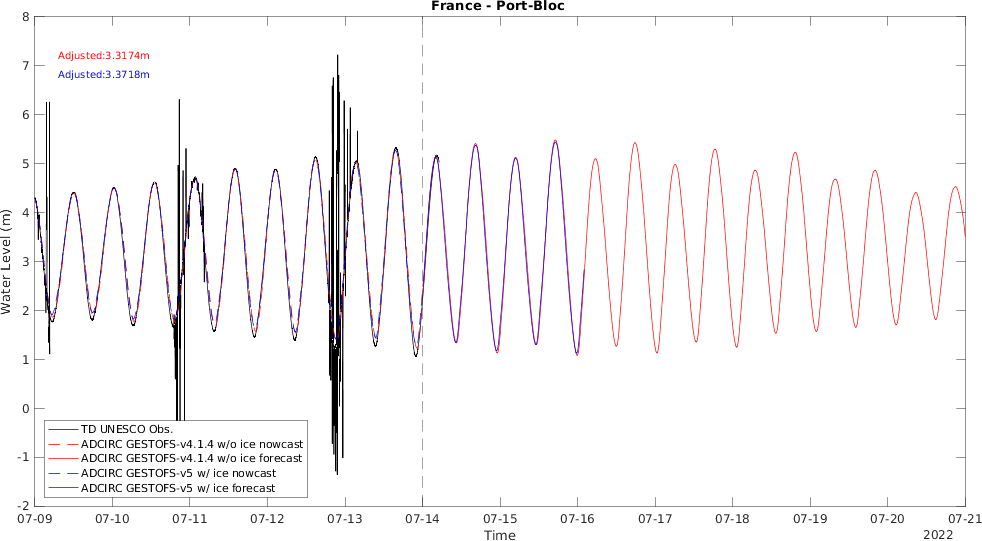 France - Port-Bloc
8
7
6
5
4
3
2
1
0
-1
-2
Water Level (m)
Adjusted:3.3174m
Adjusted:3.3718m
TD UNESCO Obs.
ADCIRC GESTOFS-v4.1.4 w/o ice nowcast
ADCIRC GESTOFS-v4.1.4 w/o ice forecast
ADCIRC GESTOFS-v5 w/ ice nowcast
ADCIRC GESTOFS-v5 w/ ice forecast
07-09 07-10 07-11 07-12 07-13 07-14 07-15 07-16 07-17 07-18 07-19 07-20 07-21
Time
2022